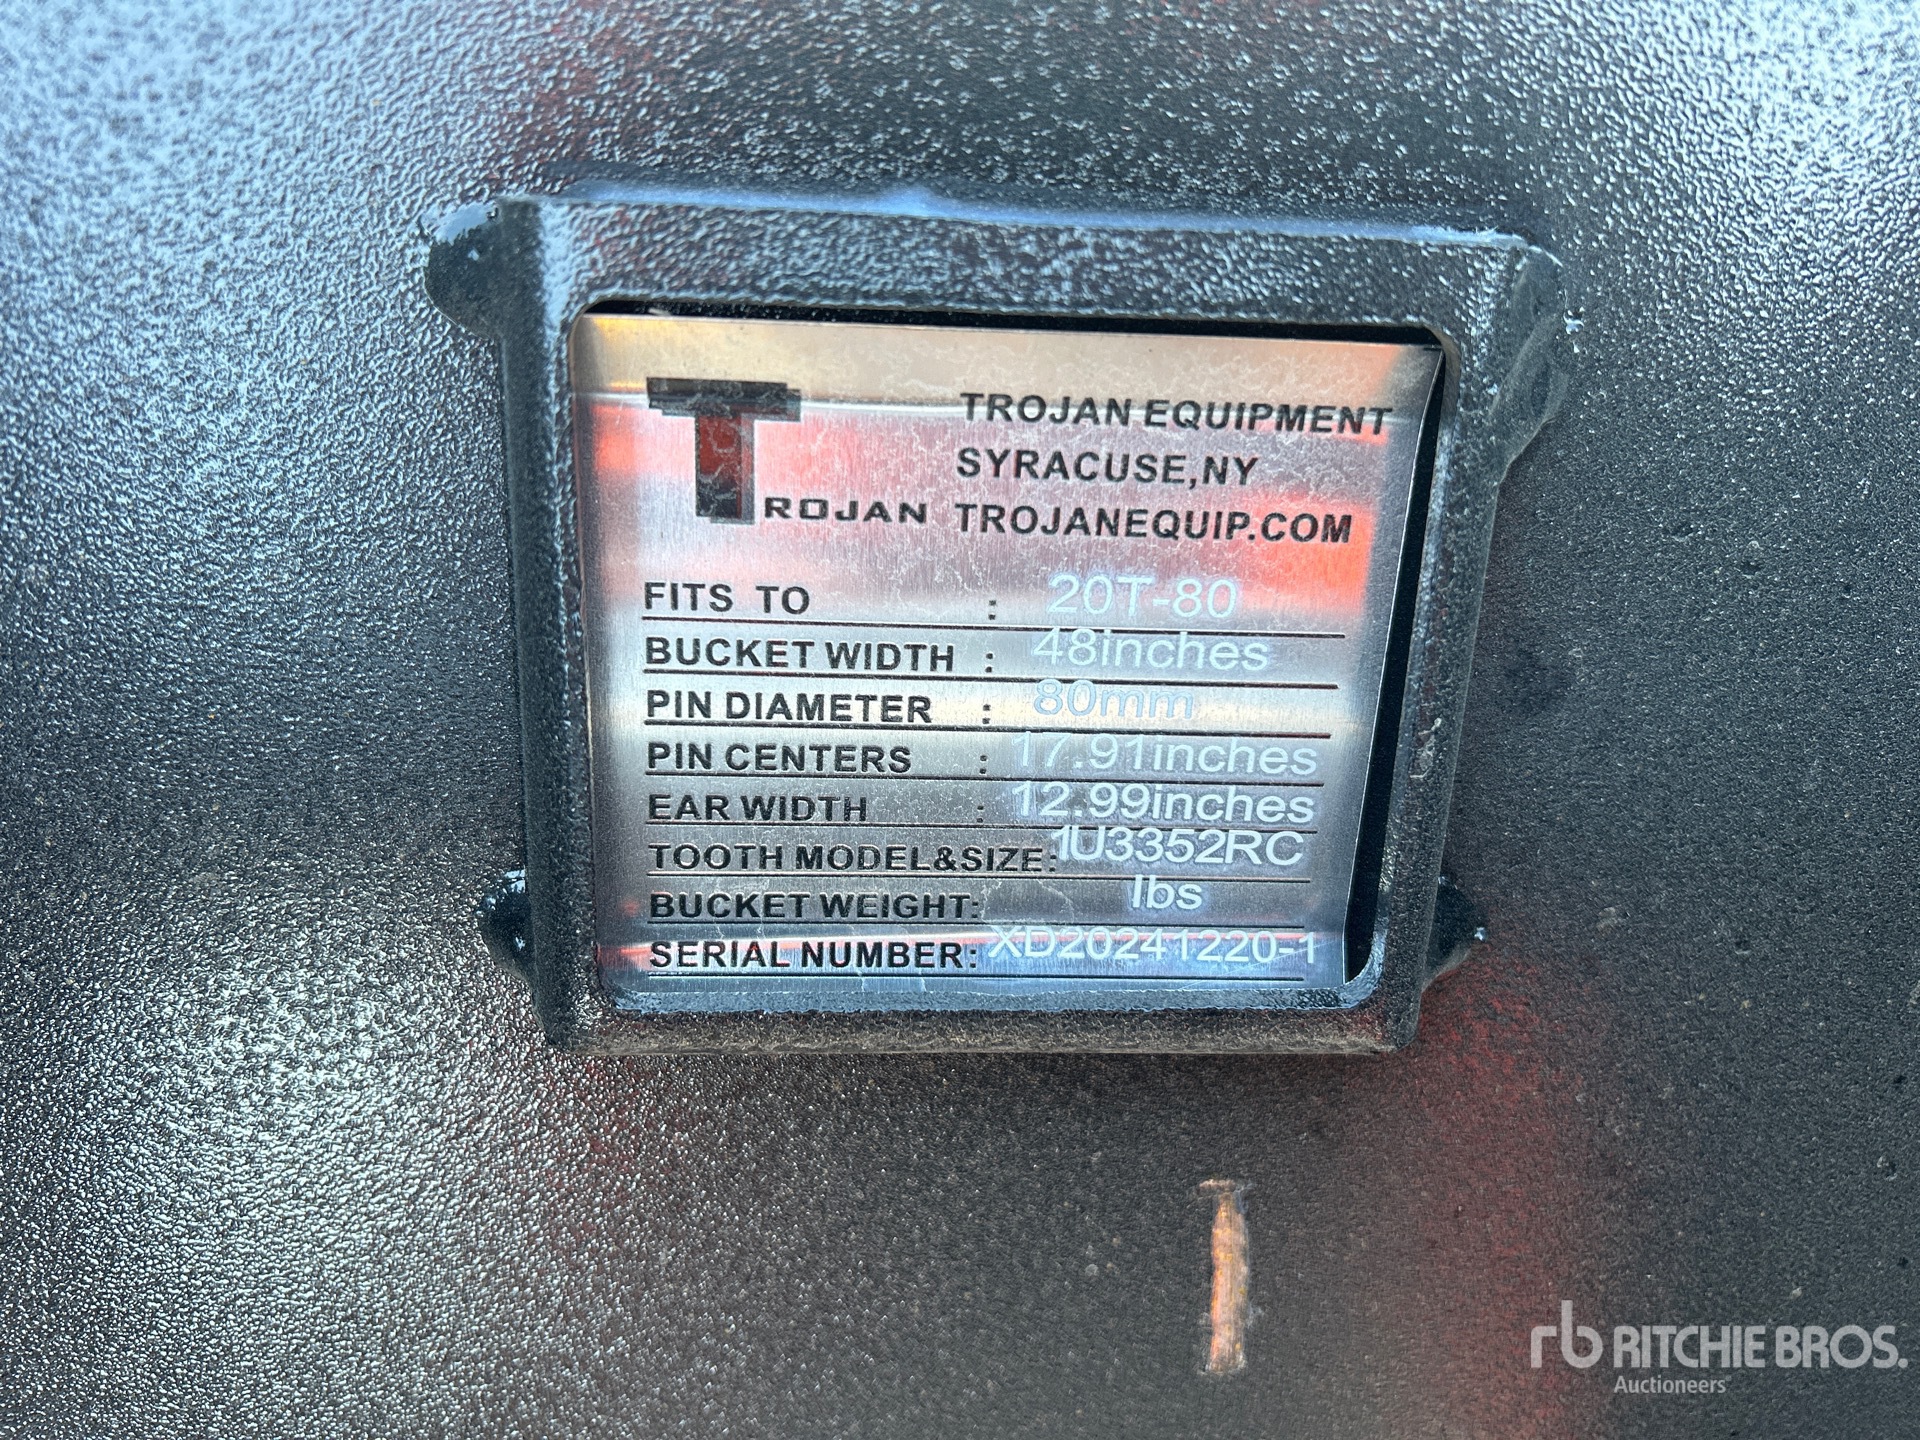 TROJAN
TROJAN EQUIPMENT
SYRACUSE,NY
TROJANEQUIP.COM
FITS TO : 20T-80
BUCKET WIDTH : 48inches
PIN DIAMETER : 80mm
PIN CENTERS : 17.91inches
EAR WIDTH : 12.99inches
TOOTH MODEL&SIZE: 1U3352RC
BUCKET WEIGHT: lbs
SERIAL NUMBER: XD20241220-1
rb RITCHIE BROS.
Auctioneers